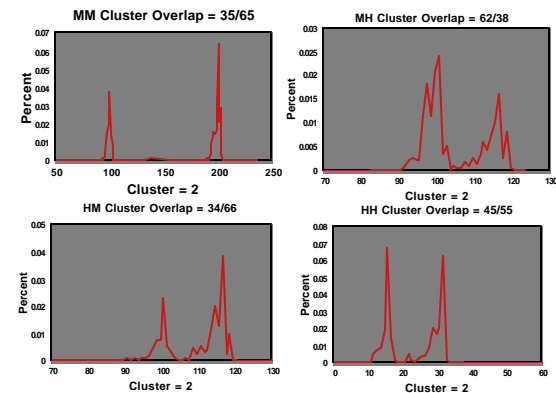 MM Cluster Overlap = 35/65
0.07
0.06
0.05
0.04
0.03
0.02
0.01
0
Percent
50 100 150 200 250
Cluster = 2
MH Cluster Overlap = 62/38
0.03
0.025
0.02
0.015
0.01
0.005
0
Percent
70 80 90 100 110 120 130
Cluster = 2
HM Cluster Overlap = 34/66
0.05
0.04
0.03
0.02
0.01
0
Percent
70 80 90 100 110 120 130
Cluster = 2
HH Cluster Overlap = 45/55
0.08
0.07
0.06
0.05
0.04
0.03
0.02
0.01
0.00
Percent
0 10 20 30 40 50 60
Cluster = 2